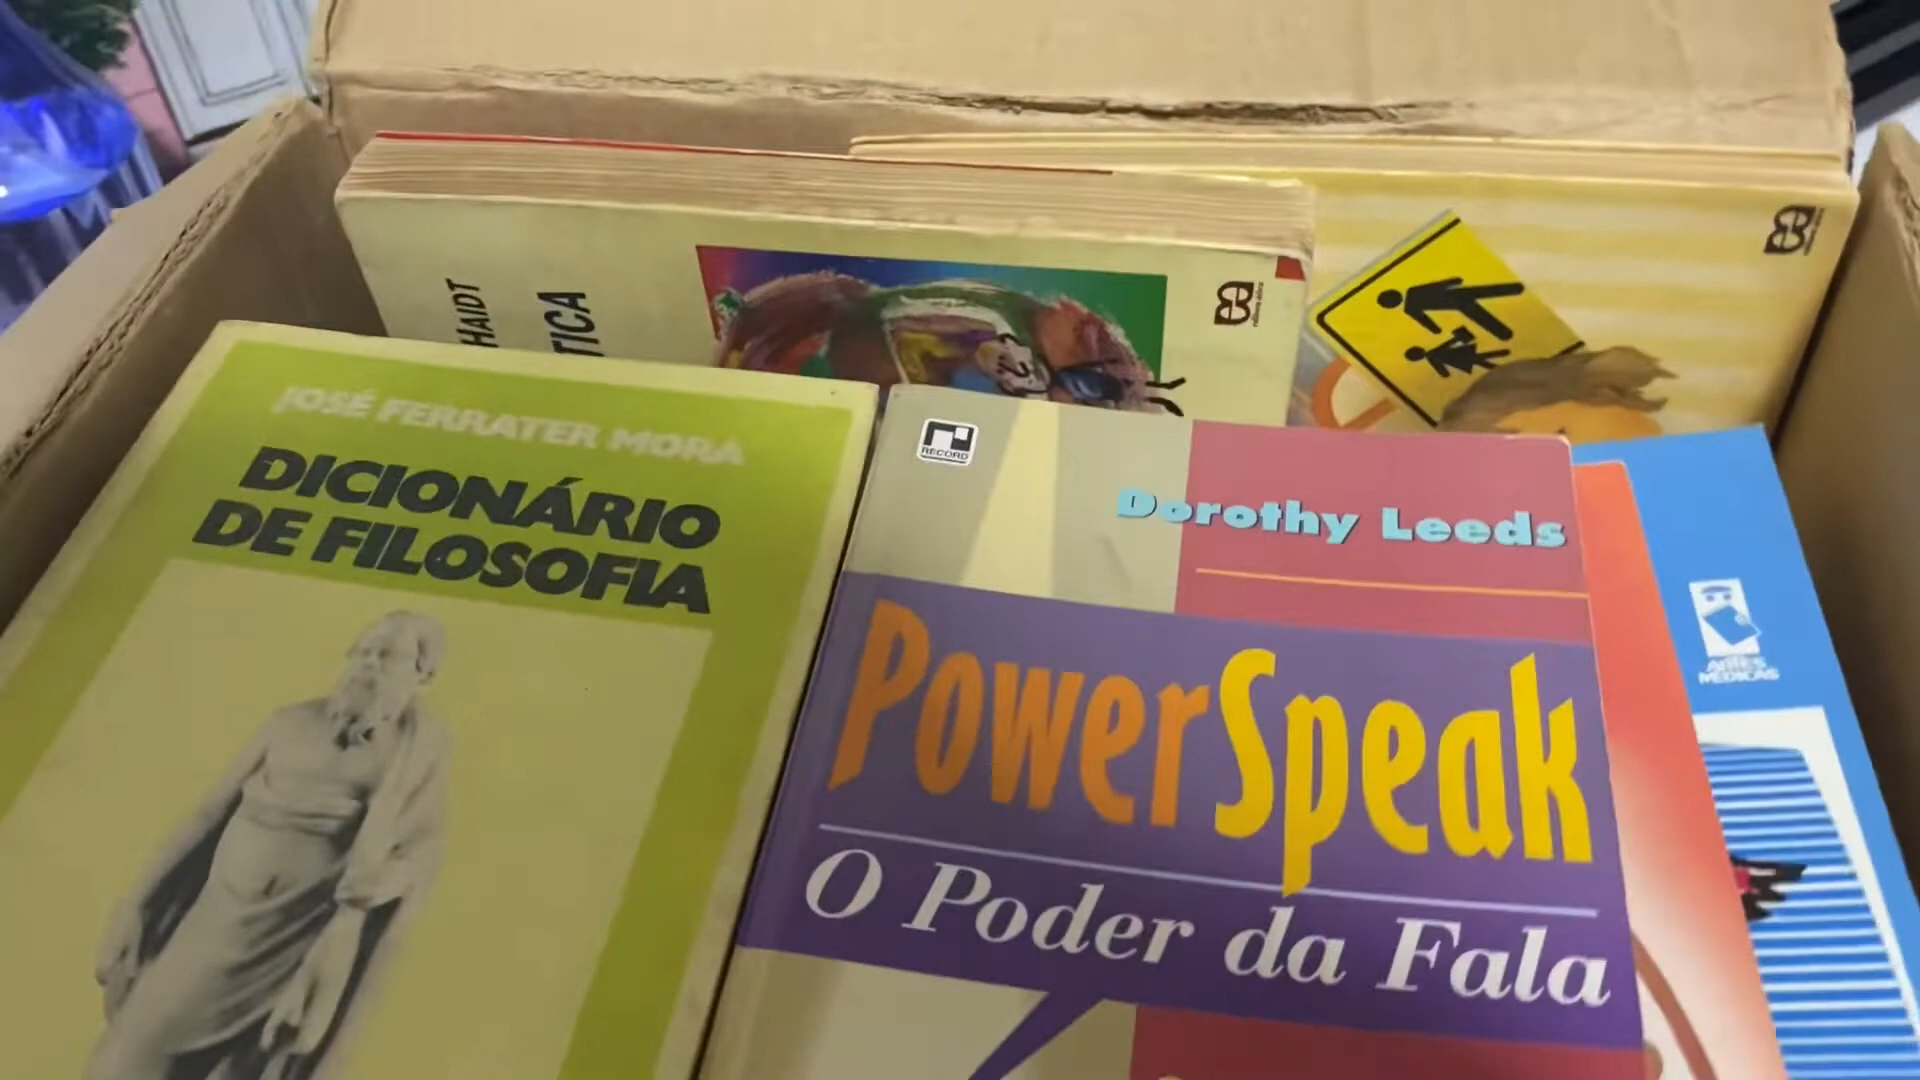 HAIDT
TICA
JOSÉ FERRATER MORA
DICIONÁRIO
DE FILOSOFIA
RECORD
Dorothy Leeds
PowerSpeak
O Poder da Fala
ARTES
MÉDICAS